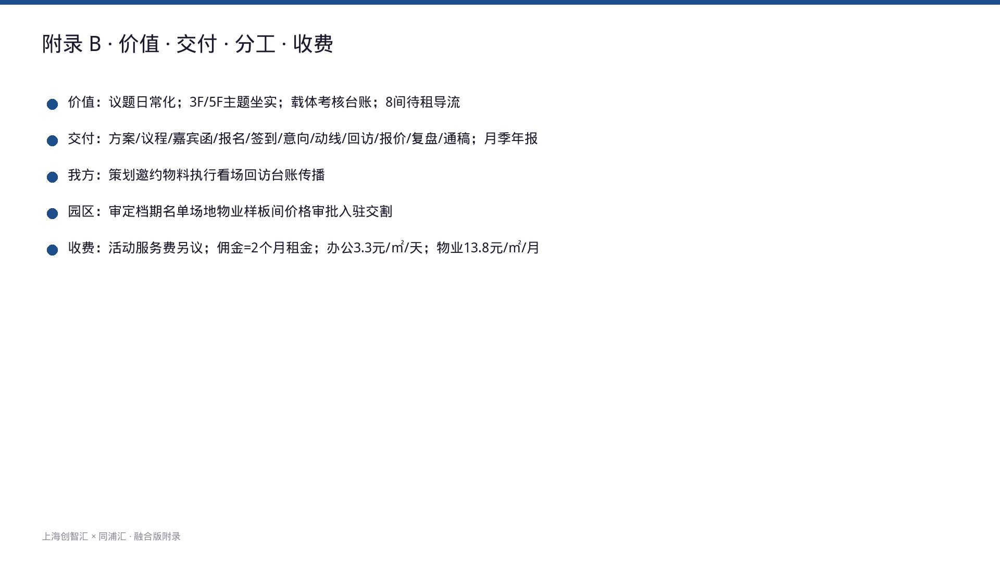 附录 B · 价值 · 交付 · 分工 · 收费
价值：议题日常化；3F/5F主题坐实；载体考核台账；8间待租导流
交付：方案/议程/嘉宾函/报名/签到/意向/动线/回访/报价/复盘/通稿；月季年报
我方：策划邀约物料执行看场回访台账传播
园区：审定档期名单场地物业样板间价格审批入驻交割
收费：活动服务费另议；佣金=2个月租金；办公3.3元/㎡/天；物业13.8元/㎡/月
上海创智汇 × 同浦汇 · 融合版附录